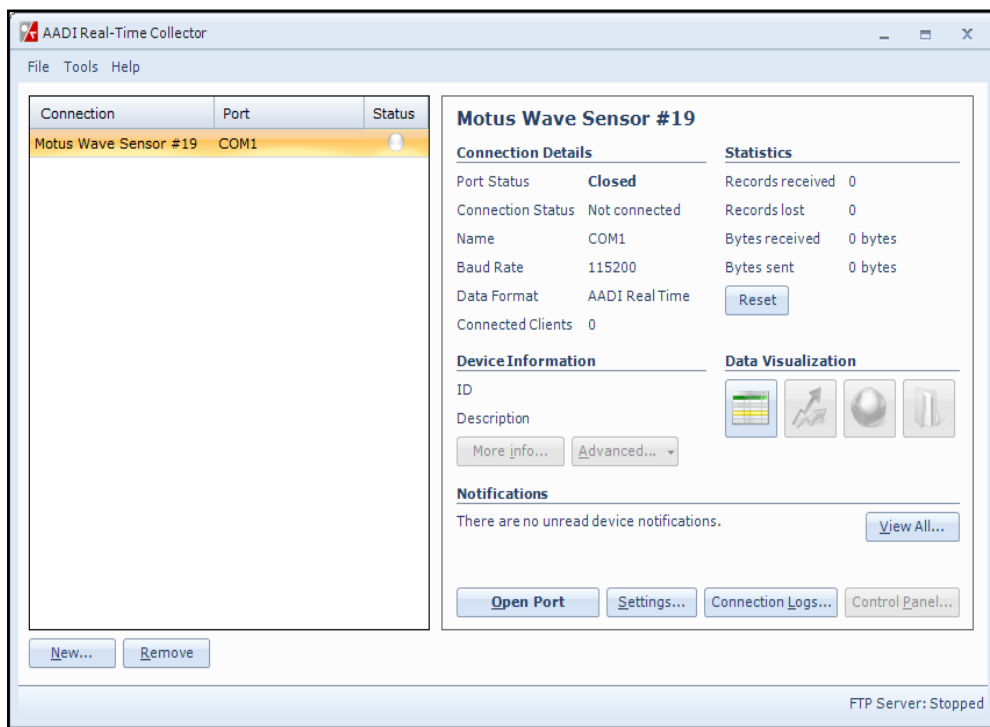 AADI Real-Time Collector
File Tools Help
Connection Port Status
Motus Wave Sensor #19 COM1
Motus Wave Sensor #19
Connection Details
Port Status Closed
Connection Status Not connected
Name COM1
Baud Rate 115200
Data Format AADI Real Time
Connected Clients 0
Statistics
Records received 0
Records lost 0
Bytes received 0 bytes
Bytes sent 0 bytes
Reset
Device Information
ID
Description
More info... Advanced...
Data Visualization
Notifications
There are no unread device notifications.
View All...
Open Port Settings... Connection Logs... Control Panel...
New... Remove
FTP Server: Stopped